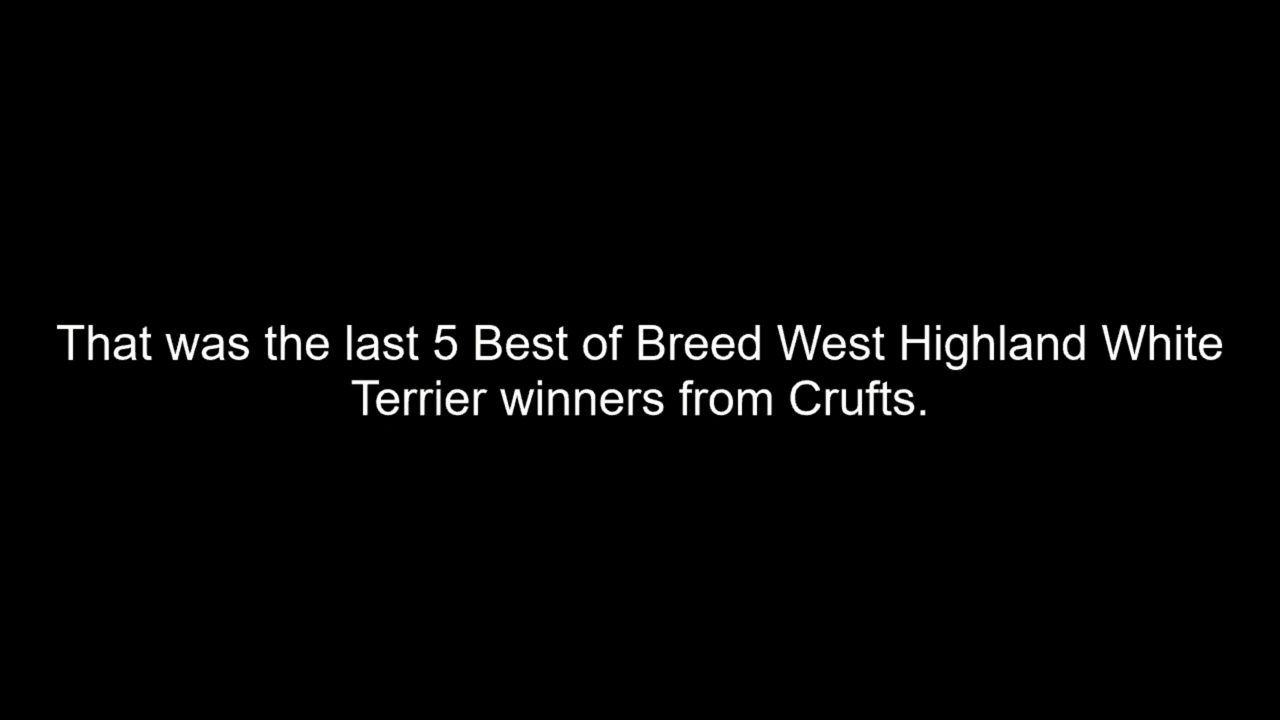 That was the last 5 Best of Breed West Highland White
Terrier winners from Crufts.